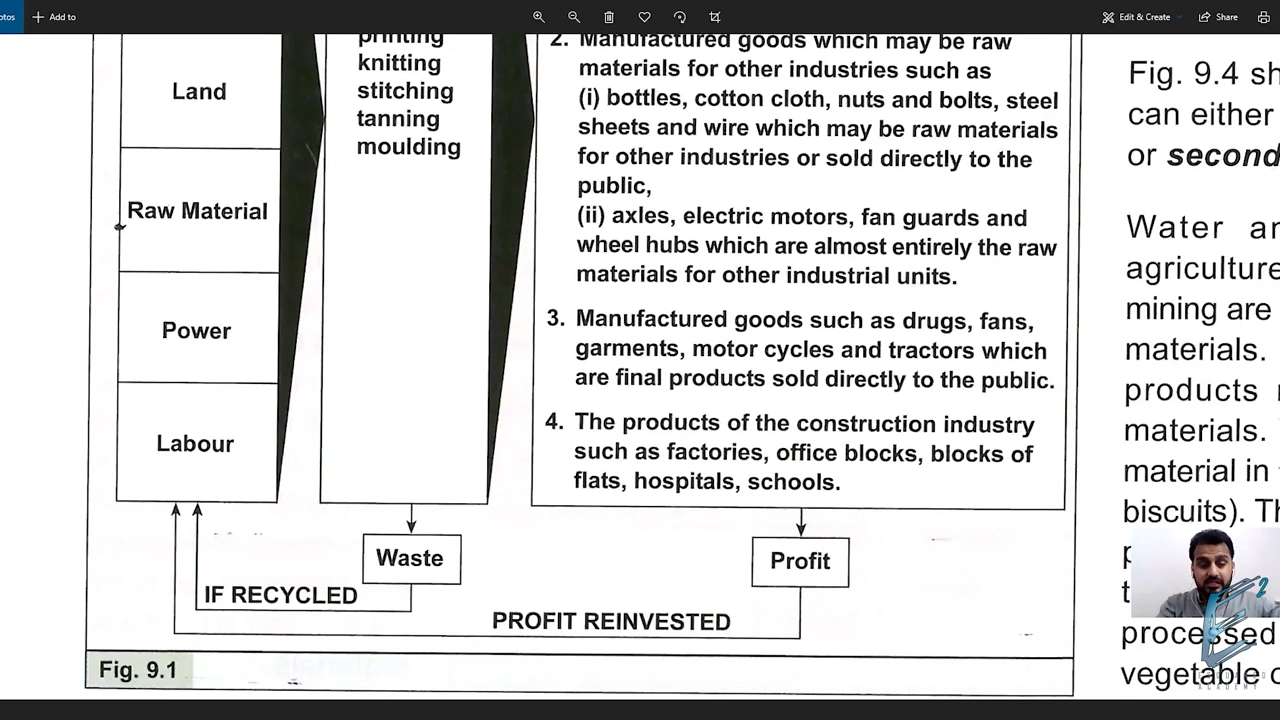 otos
Add to
Edit & Create
Share
Land
Raw Material
Power
Labour
printing
knitting
stitching
tanning
moulding
2. Manufactured goods which may be raw
materials for other industries such as
(i) bottles, cotton cloth, nuts and bolts, steel
sheets and wire which may be raw materials
for other industries or sold directly to the
public,
(ii) axles, electric motors, fan guards and
wheel hubs which are almost entirely the raw
materials for other industrial units.
3. Manufactured goods such as drugs, fans,
garments, motor cycles and tractors which
are final products sold directly to the public.
4. The products of the construction industry
such as factories, office blocks, blocks of
flats, hospitals, schools.
Waste
Profit
IF RECYCLED
PROFIT REINVESTED
Fig. 9.1
Fig. 9.4 sh
can either
or second
Water ar
agriculture
mining are
materials.
products
materials.
material in
biscuits). Th
processed
vegetable
E2
ACADEMY